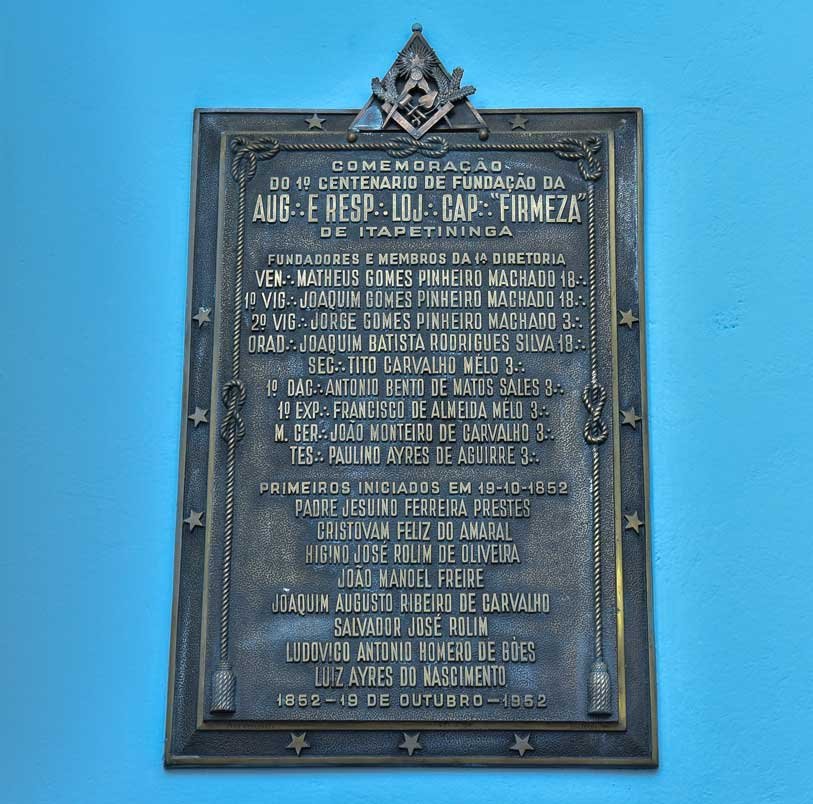 COMEMORAÇÃO
DO 1º CENTENARIO DE FUNDAÇÃO DA
AUG∴ E RESP∴ LOJ∴ CAP∴ "FIRMEZA"
DE ITAPETININGA
FUNDADORES E MEMBROS DA 1ª DIRETORIA
VEN∴ MATHEUS GOMES PINHEIRO MACHADO 18∴
1º VIG∴ JOAQUIM GOMES PINHEIRO MACHADO 18∴
2º VIG∴ JORGE GOMES PINHEIRO MACHADO 3∴
ORAD∴ JOAQUIM BATISTA RODRIGUES SILVA 18∴
SEC∴ TITO CARVALHO MÉLO 3∴
1º DAC∴ ANTONIO BENTO DE MATOS SALES 3∴
1º EXP∴ FRANCISCO DE ALMEIDA MÉLO 3∴
M. CER∴ JOÃO MONTEIRO DE CARVALHO 3∴
TES∴ PAULINO AYRES DE AGUIRRE 3∴
PRIMEIROS INICIADOS EM 19-10-1852
PADRE JESUINO FERREIRA PRESTES
CRISTOVAM FELIZ DO AMARAL
HIGINO JOSÉ ROLIM DE OLIVEIRA
JOÃO MANOEL FREIRE
JOAQUIM AUGUSTO RIBEIRO DE CARVALHO
SALVADOR JOSÉ ROLIM
LUDOVIGO ANTONIO HOMERO DE GÓES
LUIZ AYRES DO NASCIMENTO
1852-19 DE OUTUBRO-1952